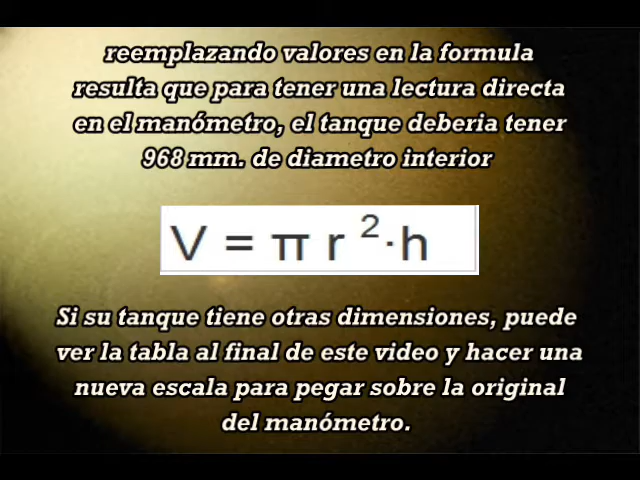 reemplazando valores en la formula
resulta que para tener una lectura directa
en el manómetro, el tanque deberia tener
968 mm. de diametro interior
V = π r ²·h
Si su tanque tiene otras dimensiones, puede
ver la tabla al final de este video y hacer una
nueva escala para pegar sobre la original
del manómetro.